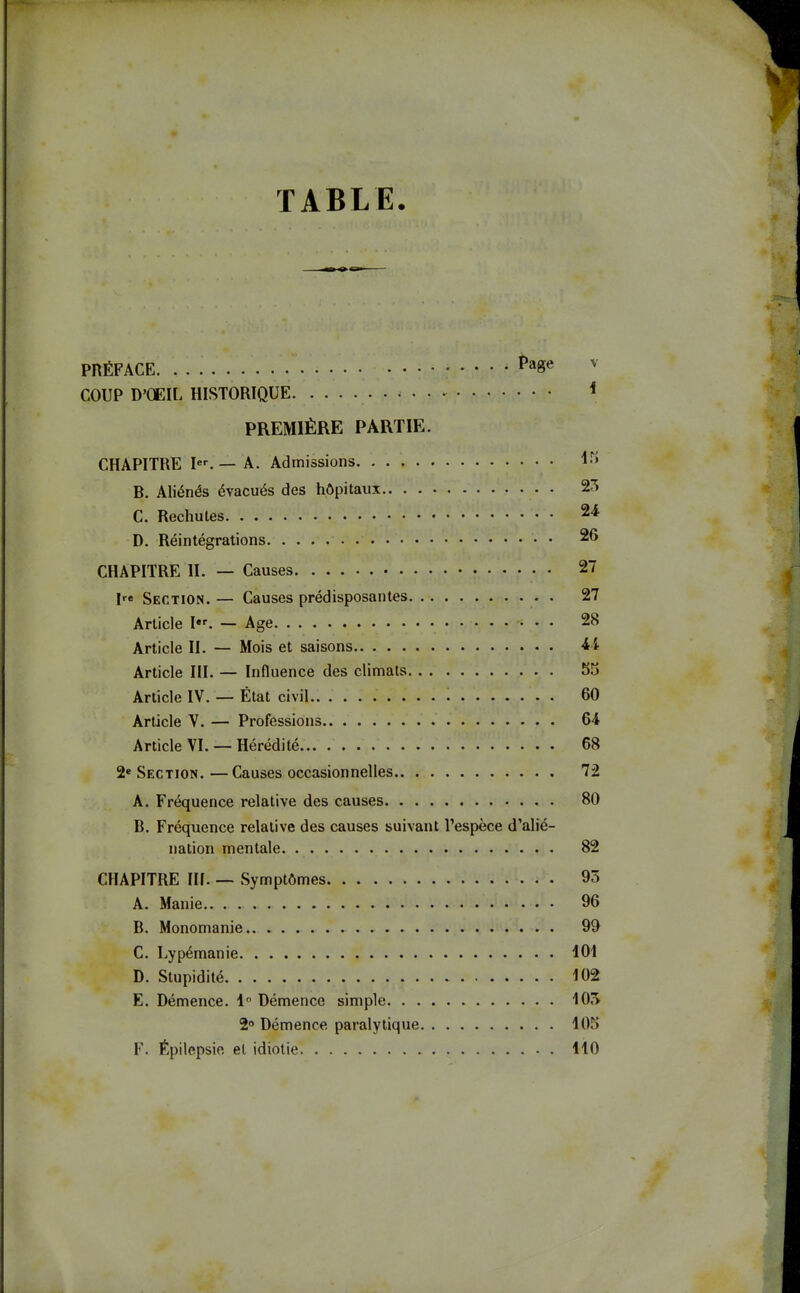 TABLE.
PRÉFACE. . . . . . . . . . . . . . . . . . . . . . . . Page v
COUP D'ŒIL HISTORIQUE. . . . . . . . . . . . . . . . . . 1
PREMIÈRE PARTIE.
CHAPITRE Ier. — A. Admissions. . . . . . . . . . . . . . . 15
B. Aliénés évacués des hôpitaux. . . . . . . . . . . . . 23
C. Rechutes. . . . . . . . . . . . . . . . . . . . . . . 24
D. Réintégrations. . . . . . . . . . . . . . . . . . . . 26
CHAPITRE II. — Causes. . . . . . . . . . . . . . . . . . . 27
Ire SECTION. — Causes prédisposantes. . . . . . . . . . . 27
Article Ier. — Age. . . . . . . . . . . . . . . . . . . . 28
Article II. — Mois et saisons. . . . . . . . . . . . . . . 44
Article III. — Influence des climats. . . . . . . . . . . . 55
Article IV. — État civil. . . . . . . . . . . . . . . . . . 60
Article V. — Professions. . . . . . . . . . . . . . . . . . 64
Article VI. — Hérédité. . . . . . . . . . . . . . . . . . . 68
2e SECTION. — Causes occasionnelles. . . . . . . . . . . . 72
A. Fréquence relative des causes. . . . . . . . . . . . . 80
B. Fréquence relative des causes suivant l'espèce d'alié-
nation mentale. . . . . . . . . . . . . . . . . . . . 82
CHAPITRE III. — Symptômes. . . . . . . . . . . . . . . . . 93
A. Manie. . . . . . . . . . . . . . . . . . . . . . . . . 96
B. Monomanie. . . . . . . . . . . . . . . . . . . . . . . 99
C. Lypémanie. . . . . . . . . . . . . . . . . . . . . . . 101
D. Stupidité. . . . . . . . . . . . . . . . . . . . . . . 102
E. Démence. 1o Démence simple. . . . . . . . . . . . . . 103
2o Démence paralytique. . . . . . . . . . . 105
F. Épilepsie et idiotie. . . . . . . . . . . . . . . . . . 110